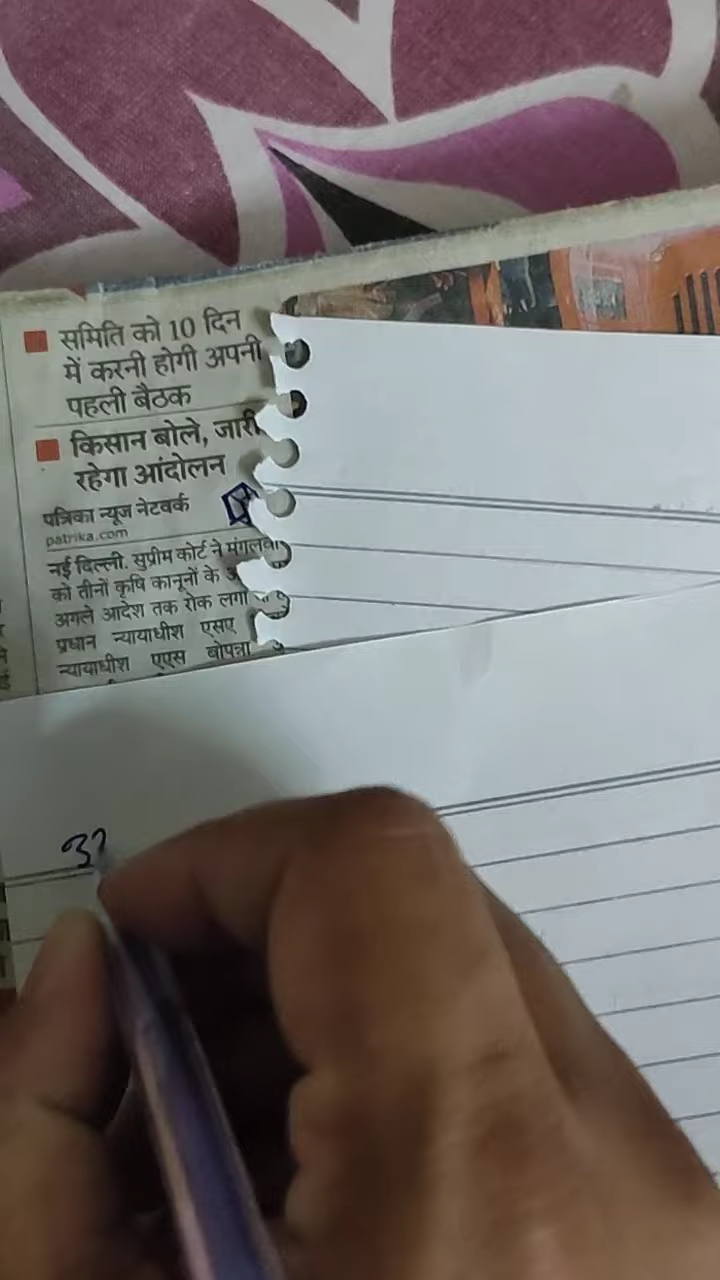 समिति को 10 दिन
में करनी होगी अपनी
पहली बैठक
किसान बोले, जारी
रहेगा आंदोलन
पत्रिका न्यूज नेटवर्क
patrika.com
नई दिल्ली. सुप्रीम कोर्ट ने
को तीनों कृषि कानूनों के
अगले आदेश तक रोक लगा
प्रधान न्यायाधीश एसए
न्यायाधीश एएस बोपन्ना